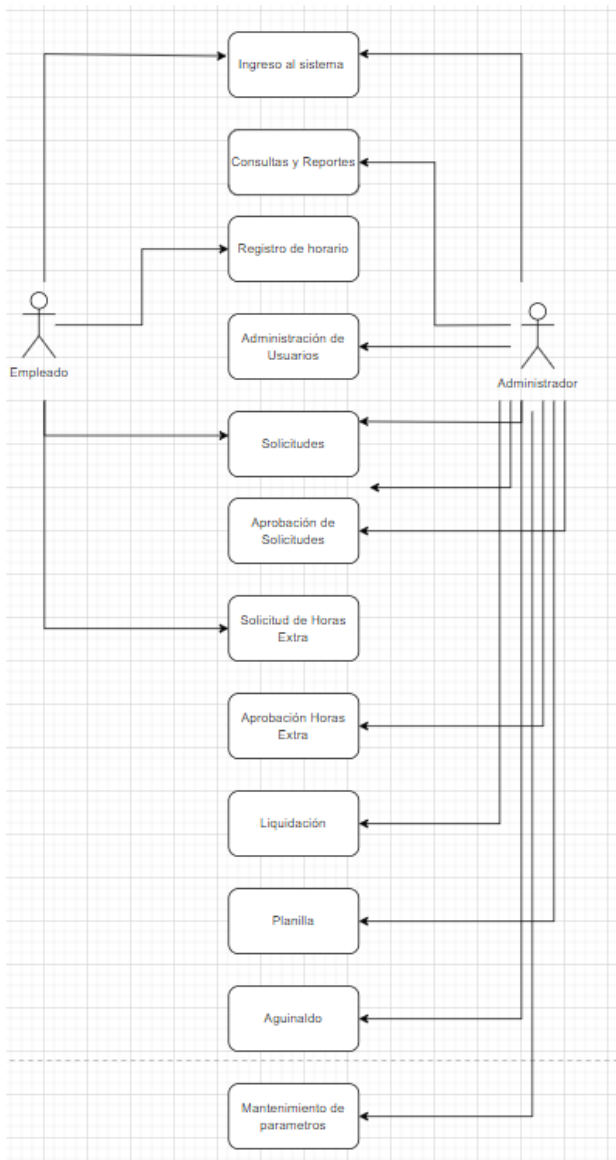 Ingreso al sistema
Consultas y Reportes
Registro de horario
Empleado
Administración de
Usuarios
Administrador
Solicitudes
Aprobación de
Solicitudes
Solicitud de Horas
Extra
Aprobación Horas
Extra
Liquidación
Planilla
Aguinaldo
Mantenimiento de
parametros